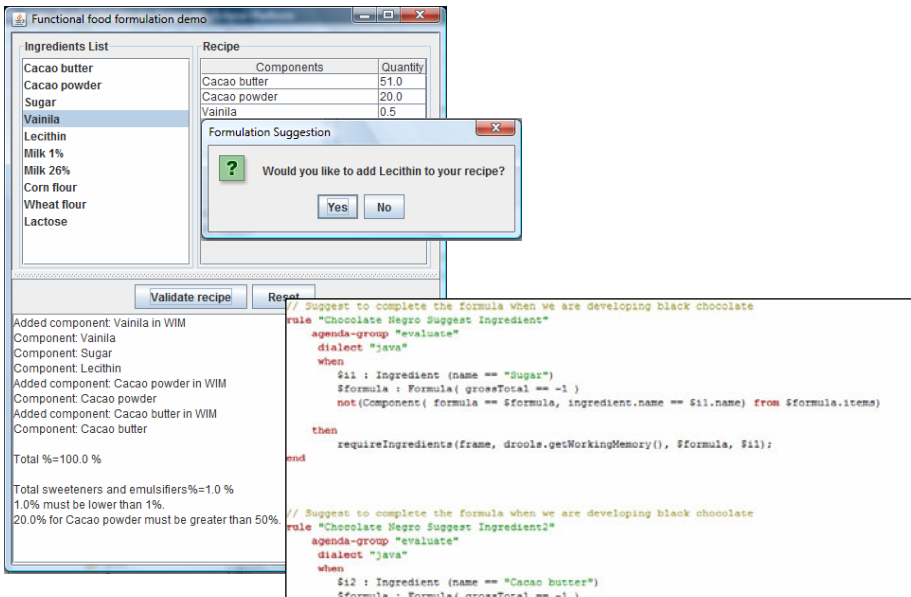 Functional food formulation demo
Ingredients List
Cacao butter
Cacao powder
Sugar
Vainila
Lecithin
Milk 1%
Milk 26%
Corn flour
Wheat flour
Lactose
Recipe
Components Quantity
Cacao butter 51.0
Cacao powder 20.0
Vainila 0.5
Formulation Suggestion
Would you like to add Lecithin to your recipe?
Yes No
Validate recipe Reset
Added component: Vainila in WIM
Component: Vainila
Component: Sugar
Component: Lecithin
Added component: Cacao powder in WIM
Component: Cacao powder
Added component: Cacao butter in WIM
Component: Cacao butter
Total %=100.0 %
Total sweeteners and emulsifiers%=1.0 %
1.0% must be lower than 1%.
20.0% for Cacao powder must be greater than 50%.
// Suggest to complete the formula when we are developing black chocolate
rule "Chocolate Negro Suggest Ingredient"
agenda-group "evaluate"
dialect "java"
when
$i1 : Ingredient (name == "Sugar")
$formula : Formula( grossTotal == -1 )
not(Component( formula == $formula, ingredient.name == $i1.name) from $formula.items)
then
requireIngredients(frame, drools.getWorkingMemory(), $formula, $i1);
end
// Suggest to complete the formula when we are developing black chocolate
rule "Chocolate Negro Suggest Ingredient2"
agenda-group "evaluate"
dialect "java"
when
$i2 : Ingredient (name == "Cacao butter")
$formula : Formula( grossTotal == -1 )